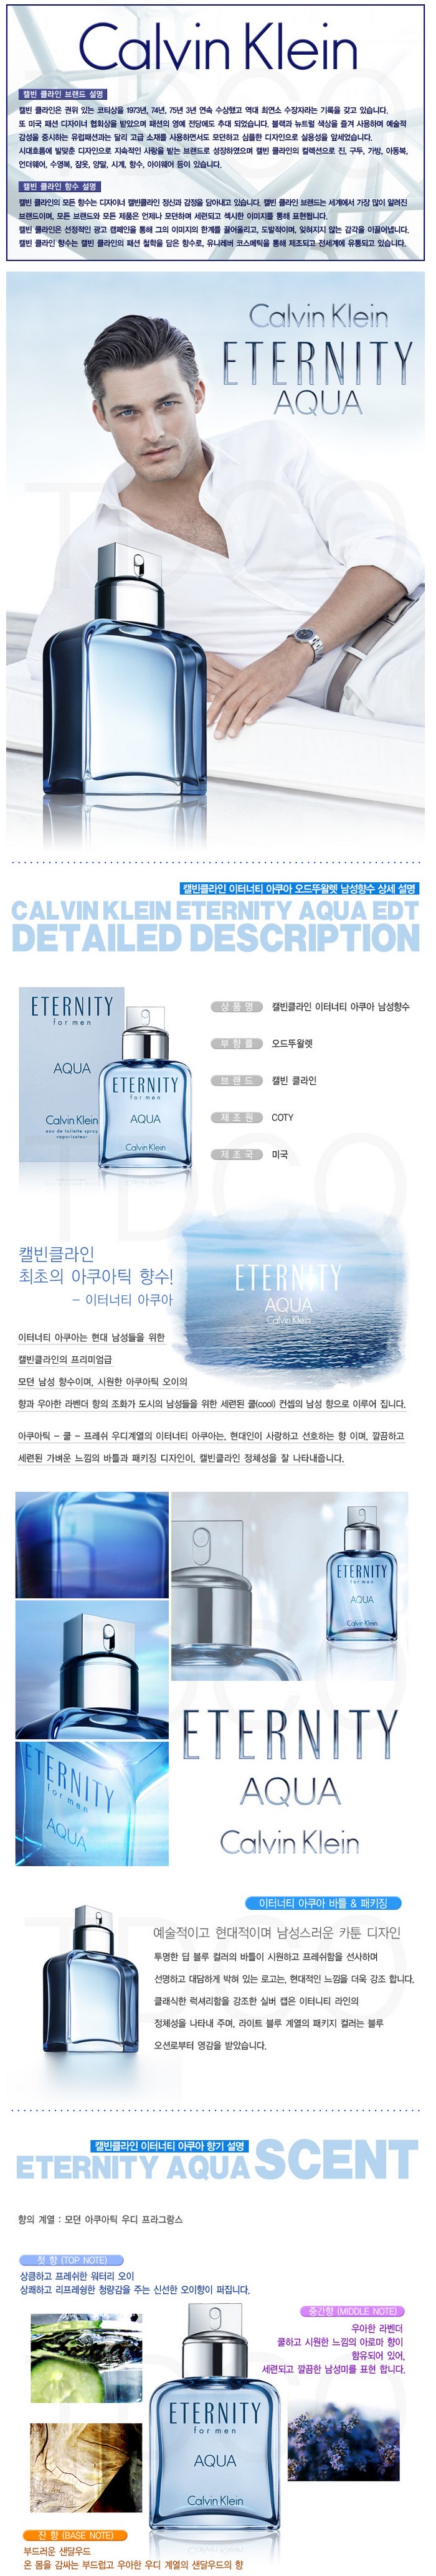 Calvin Klein
캘빈 클라인 브랜드 설명
캘빈 클라인은 권위 있는 코티상을 1973년, 74년, 75년 3년 연속 수상했고 역대 최연소 수장자라는 기록을 갖고 있습니다.
또 미국 패션 디자이너 협회상을 받았으며 패션의 명예 전당에도 추대 되었습니다. 블랙과 뉴트럴 색상을 즐겨 사용하며 예술적
감성을 중시하는 유럽패션과는 달리 고급 소재를 사용하면서도 모던하고 심플한 디자인으로 실용성을 앞세웠습니다.
시대흐름에 발맞춘 디자인으로 지속적인 사랑을 받는 브랜드로 성장하였으며 캘빈 클라인의 컬렉션으로 진, 구두, 가방, 아동복,
언더웨어, 수영복, 잠옷, 양말, 시계, 향수, 아이웨어 등이 있습니다.
캘빈 클라인 향수 설명
캘빈 클라인의 모든 향수는 디자이너 캘빈클라인 정신과 감정을 담아내고 있습니다. 캘빈 클라인 브랜드는 세계에서 가장 많이 알려진
브랜드이며, 모든 브랜드와 모든 제품은 언제나 모던하며 세련되고 섹시한 이미지를 통해 표현됩니다.
캘빈 클라인은 선정적인 광고 캠페인을 통해 그의 이미지의 한계를 끌어올리고, 도발적이며, 잊혀지지 않는 감각을 이끌어냅니다.
캘빈 클라인 향수는 캘빈 클라인의 패션 철학을 담은 향수로, 유니레버 코스메틱을 통해 제조되고 전세계에 유통되고 있습니다.
Calvin Klein
ETERNITY
AQUA
TDCO
캘빈클라인 이터너티 아쿠아 오드뚜왈렛 남성향수 상세 설명
CALVIN KLEIN ETERNITY AQUA EDT
DETAILED DESCRIPTION
ETERNITY
for men
AQUA
Calvin Klein
eau de toilette spray
vaporisateur
ETERNITY
for men
AQUA
Calvin Klein
상 품 명 캘빈클라인 이터너티 아쿠아 남성향수
부 향 률 오드뚜왈렛
브 랜 드 캘빈 클라인
제 조 원 COTY
제 조 국 미국
TDCO
캘빈클라인
최초의 아쿠아틱 향수!
- 이터너티 아쿠아
ETERNITY
AQUA
Calvin Klein
이터너티 아쿠아는 현대 남성들을 위한
캘빈클라인의 프리미엄급
모던 남성 향수이며, 시원한 아쿠아틱 오이의
향과 우아한 라벤더 향의 조화가 도시의 남성들을 위한 세련된 쿨(cool) 컨셉의 남성 향으로 이루어 집니다.
아쿠아틱 - 쿨 - 프레쉬 우디계열의 이터너티 아쿠아는, 현대인이 사랑하고 선호하는 향 이며, 깔끔하고
세련된 가벼운 느낌의 바틀과 패키징 디자인이, 캘빈클라인 정체성을 잘 나타내줍니다.
ETERNITY
for men
AQUA
Calvin Klein
ETERNITY
for men
AQUA
ETERNITY
AQUA
Calvin Klein
이터너티 아쿠아 바틀 & 패키징
예술적이고 현대적이며 남성스러운 카툰 디자인
투명한 딥 블루 컬러의 바틀이 시원하고 프레쉬함을 선사하며
선명하고 대담하게 박혀 있는 로고는, 현대적인 느낌을 더욱 강조 합니다.
클래식한 럭셔리함을 강조한 실버 캡은 이터니티 라인의
정체성을 나타내 주며, 라이트 블루 계열의 패키지 컬러는 블루
오션로부터 영감을 받았습니다.
TDCO
캘빈클라인 이터너티 아쿠아 향기 설명
ETERNITY AQUA SCENT
향의 계열 : 모던 아쿠아틱 우디 프라그랑스
첫 향 (TOP NOTE)
상큼하고 프레쉬한 워터리 오이
상쾌하고 리프레슁한 청량감을 주는 신선한 오이향이 퍼집니다.
중간향 (MIDDLE NOTE)
우아한 라벤더
쿨하고 시원한 느낌의 아로마 향이
함유되어 있어,
세련되고 깔끔한 남성미를 표현 합니다.
ETERNITY
for men
AQUA
Calvin Klein
잔 향 (BASE NOTE)
부드러운 샌달우드
온 몸을 감싸는 부드럽고 우아한 우디 계열의 샌달우드의 향